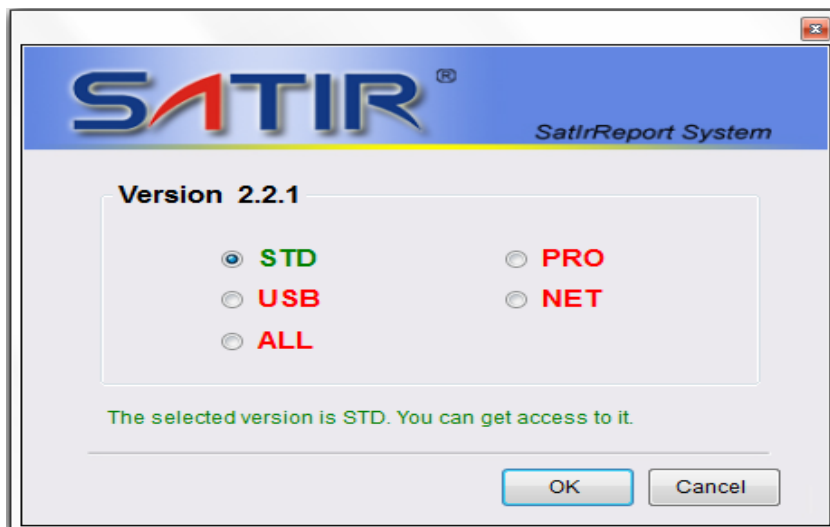 SATIR ®
SatIrReport System
Version 2.2.1
STD
PRO
USB
NET
ALL
The selected version is STD. You can get access to it.
OK
Cancel